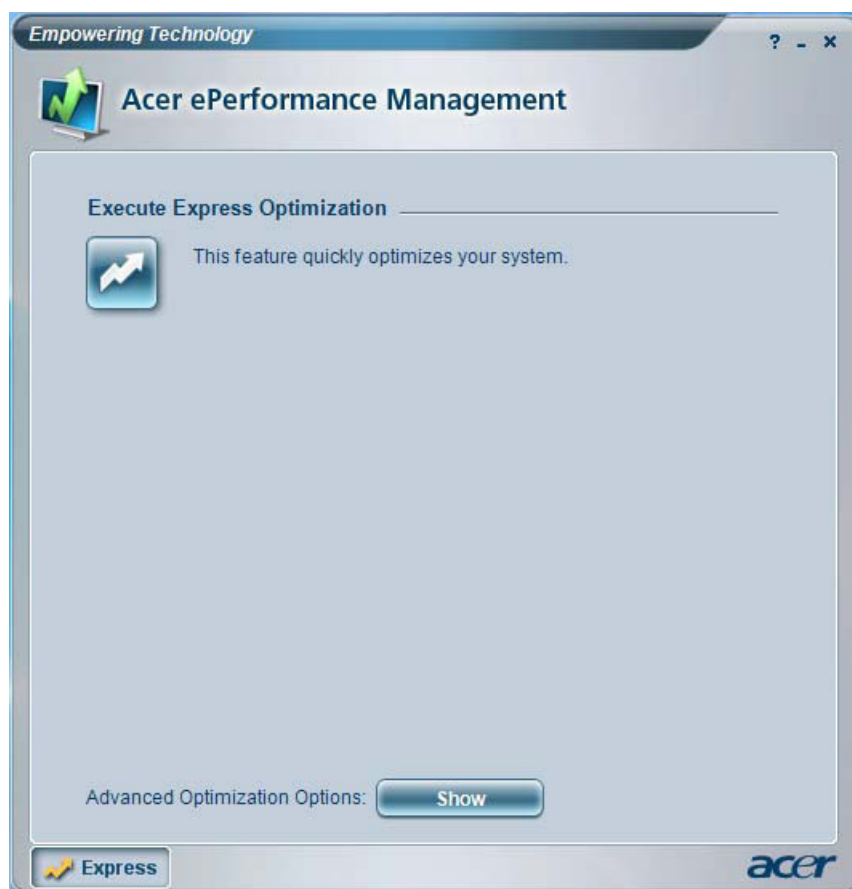 Empowering Technology
? - ×
Acer ePerformance Management
Execute Express Optimization
This feature quickly optimizes your system.
Advanced Optimization Options: Show
Express
acer